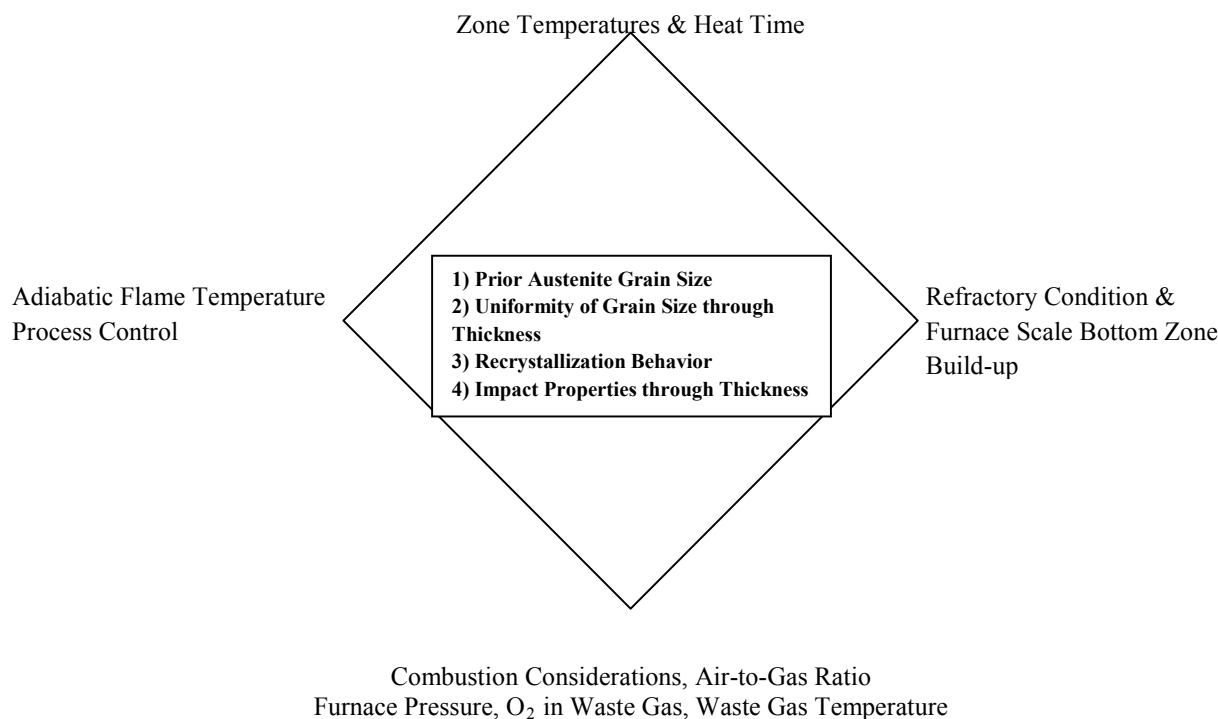 Zone Temperatures & Heat Time
1) Prior Austenite Grain Size
2) Uniformity of Grain Size through
Thickness
3) Recrystallization Behavior
4) Impact Properties through Thickness
Adiabatic Flame Temperature
Process Control
Refractory Condition &
Furnace Scale Bottom Zone
Build-up
Combustion Considerations, Air-to-Gas Ratio
Furnace Pressure, O₂ in Waste Gas, Waste Gas Temperature